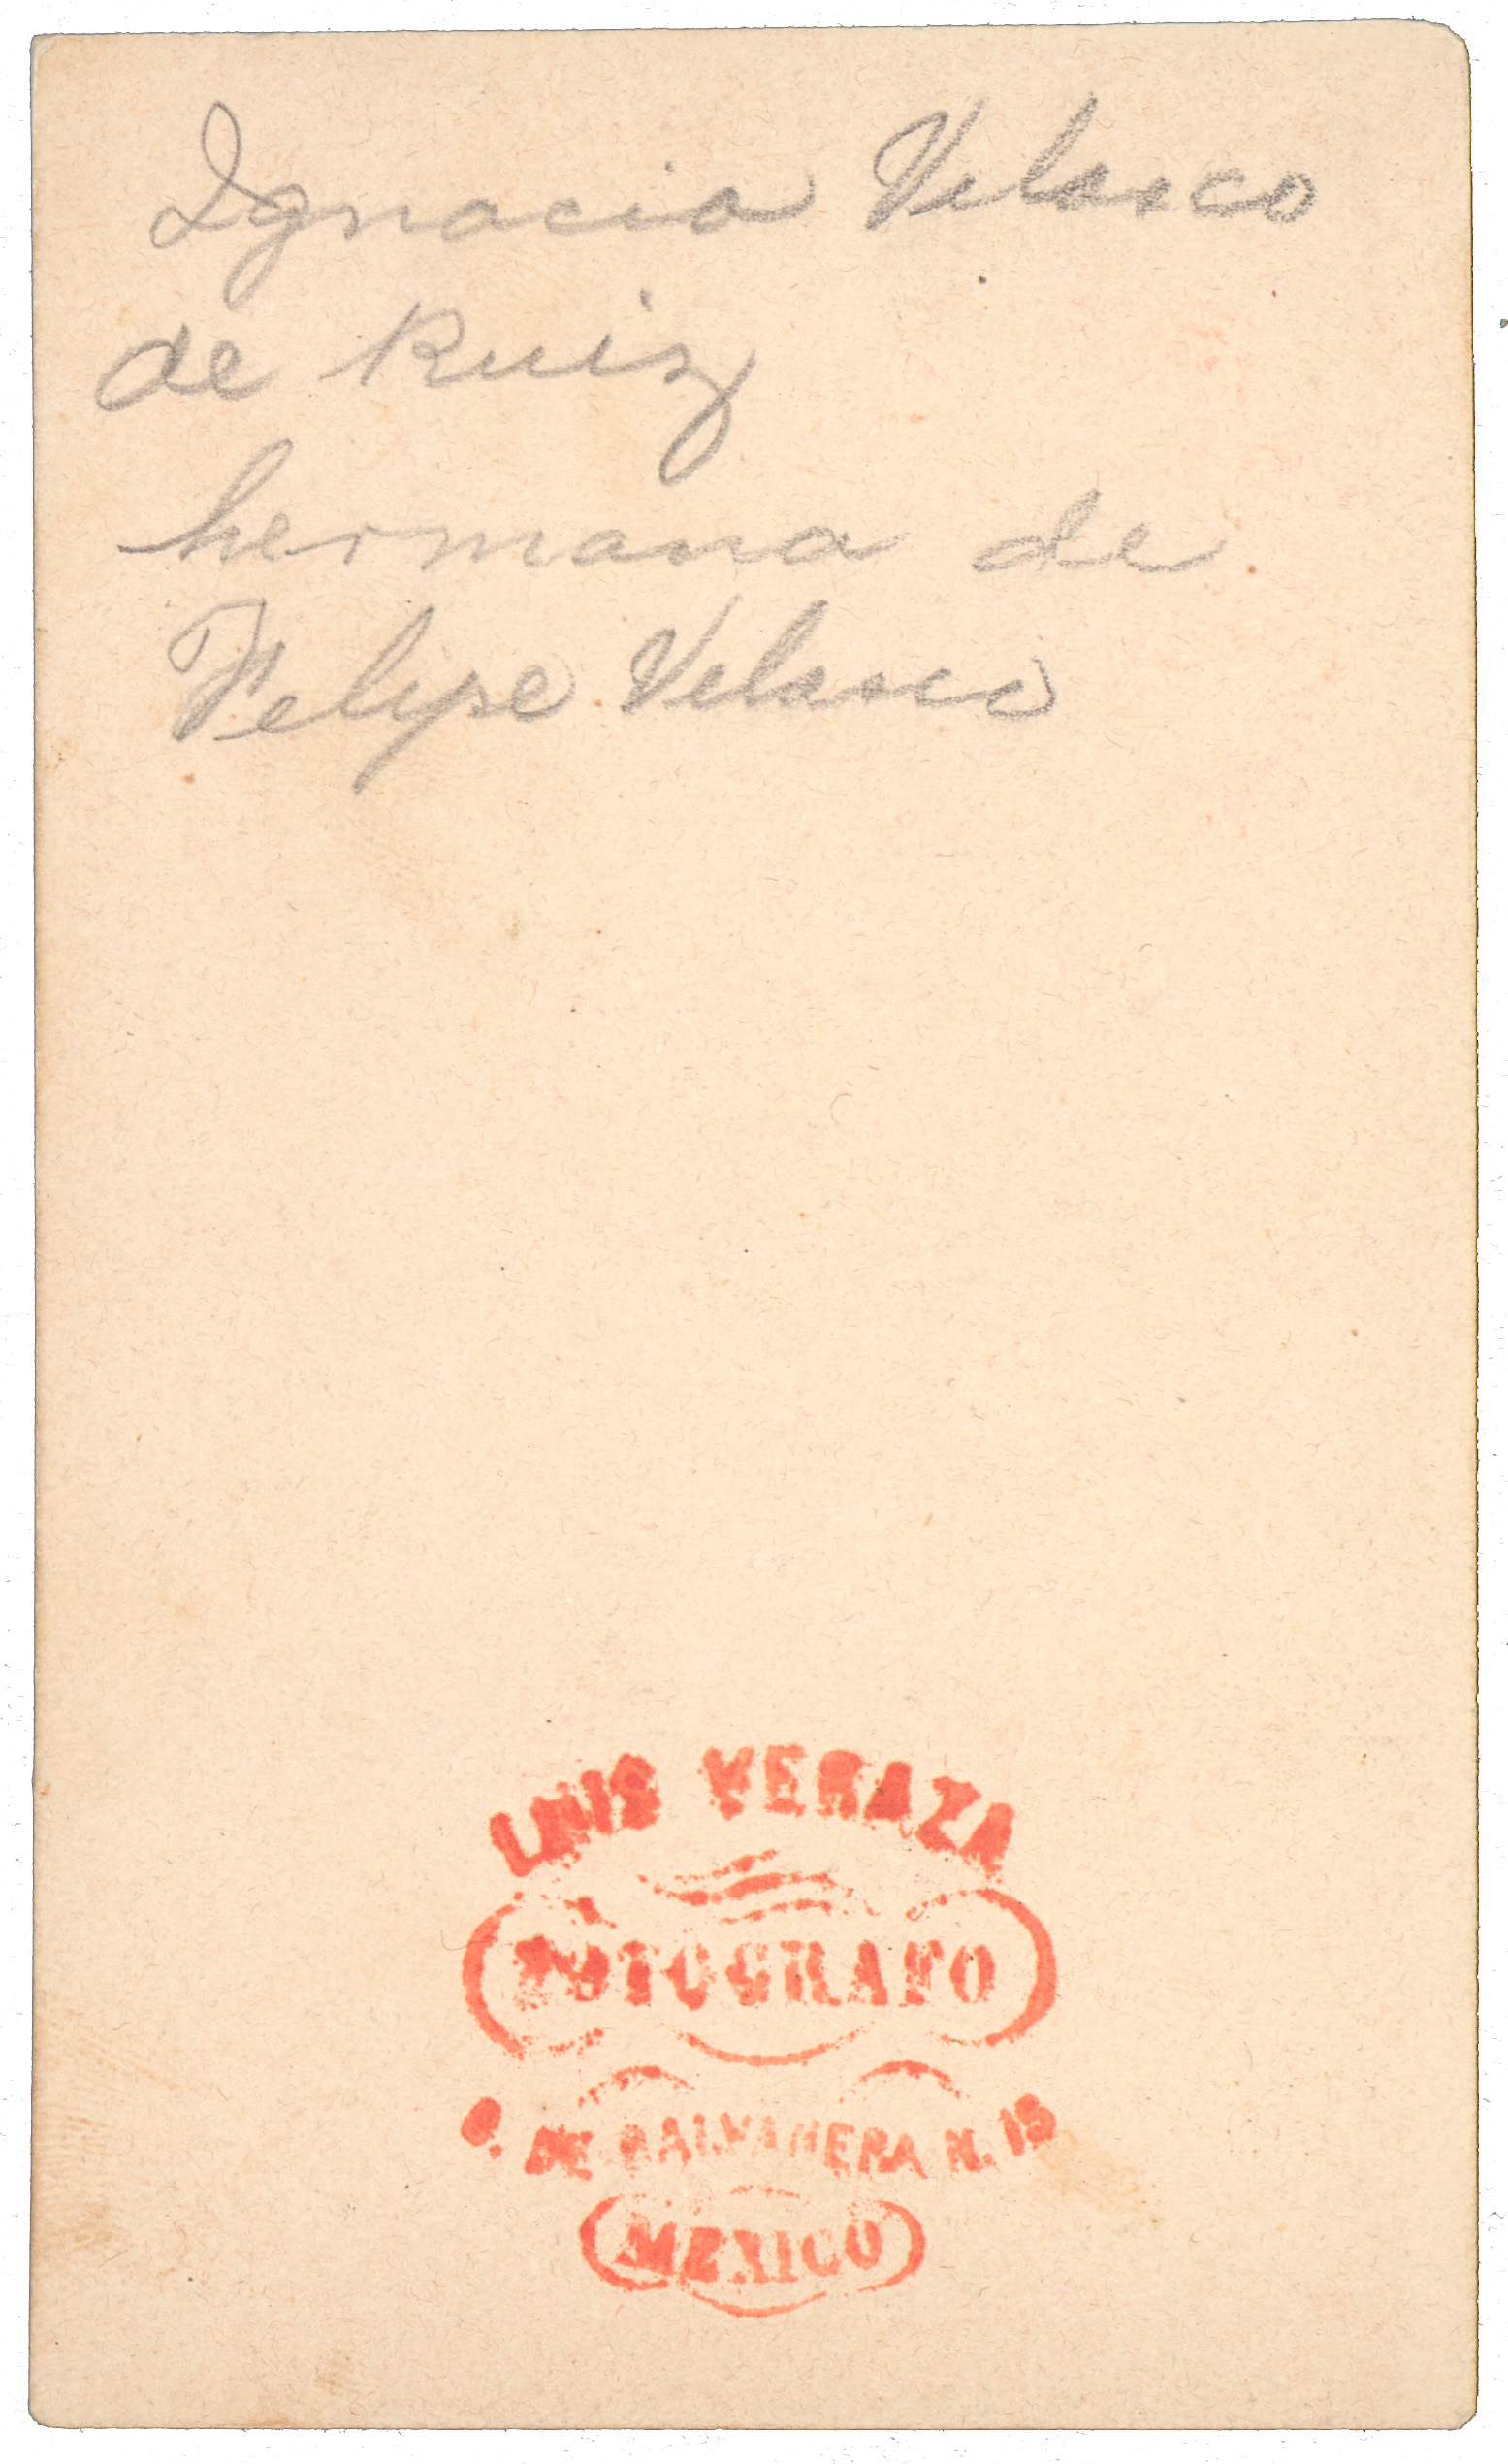 Ignacia Velasco
de Ruiz
hermana de
Felipe Velasco
LUIS VERAZA
FOTOGRAFO
C. DE BALVANERA N. 15
MEXICO